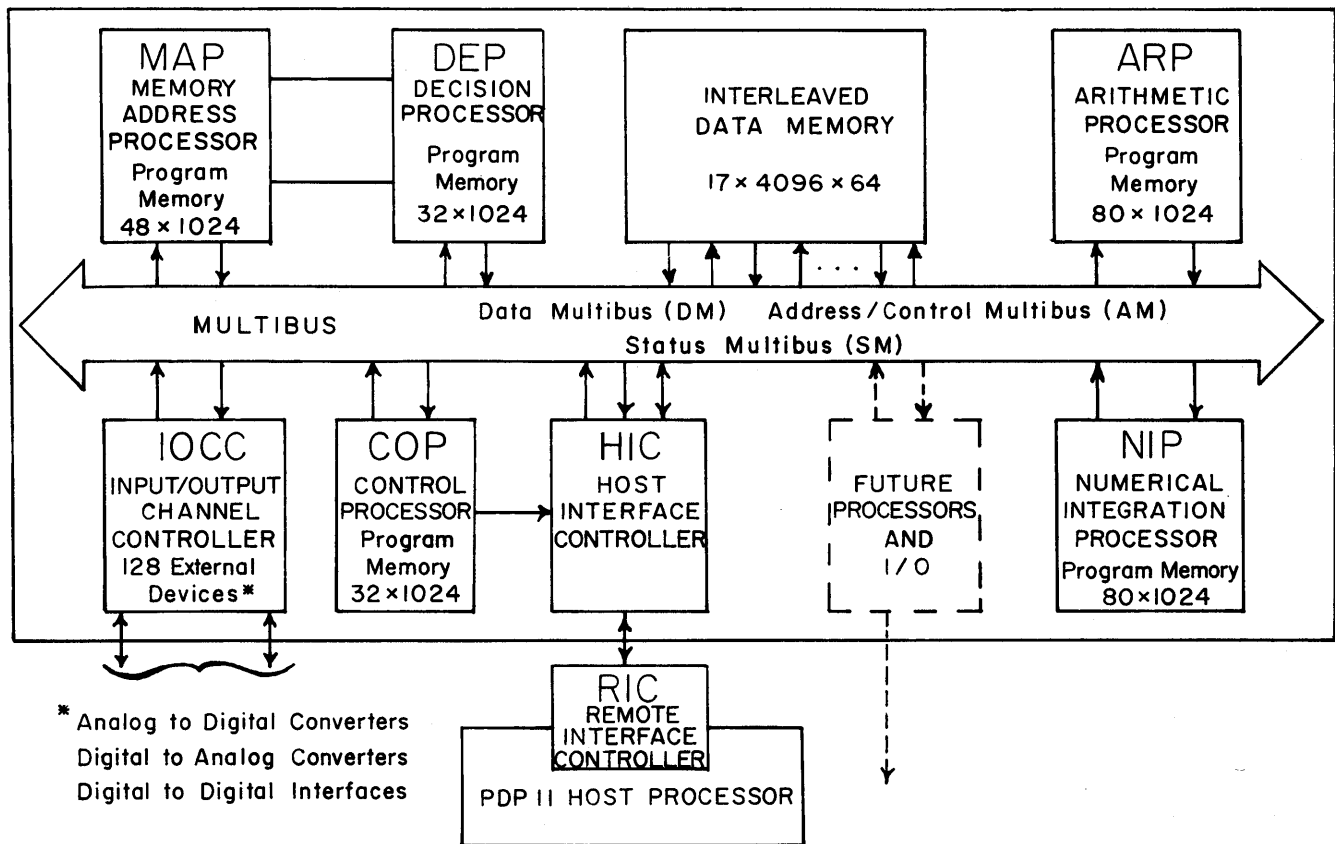 MAP
MEMORY
ADDRESS
PROCESSOR
Program
Memory
48 × 1024
DEP
DECISION
PROCESSOR
Program
Memory
32 × 1024
INTERLEAVED
DATA MEMORY
17 × 4096 × 64
ARP
ARITHMETIC
PROCESSOR
Program
Memory
80 × 1024
. . .
MULTIBUS
Data Multibus (DM) Address/Control Multibus (AM)
Status Multibus (SM)
IOCC
INPUT/OUTPUT
CHANNEL
CONTROLLER
128 External
Devices*
COP
CONTROL
PROCESSOR
Program
Memory
32×1024
HIC
HOST
INTERFACE
CONTROLLER
FUTURE
PROCESSORS
AND
I/O
NIP
NUMERICAL
INTEGRATION
PROCESSOR
Program Memory
80×1024
* Analog to Digital Converters
Digital to Analog Converters
Digital to Digital Interfaces
RIC
REMOTE
INTERFACE
CONTROLLER
PDP 11 HOST PROCESSOR